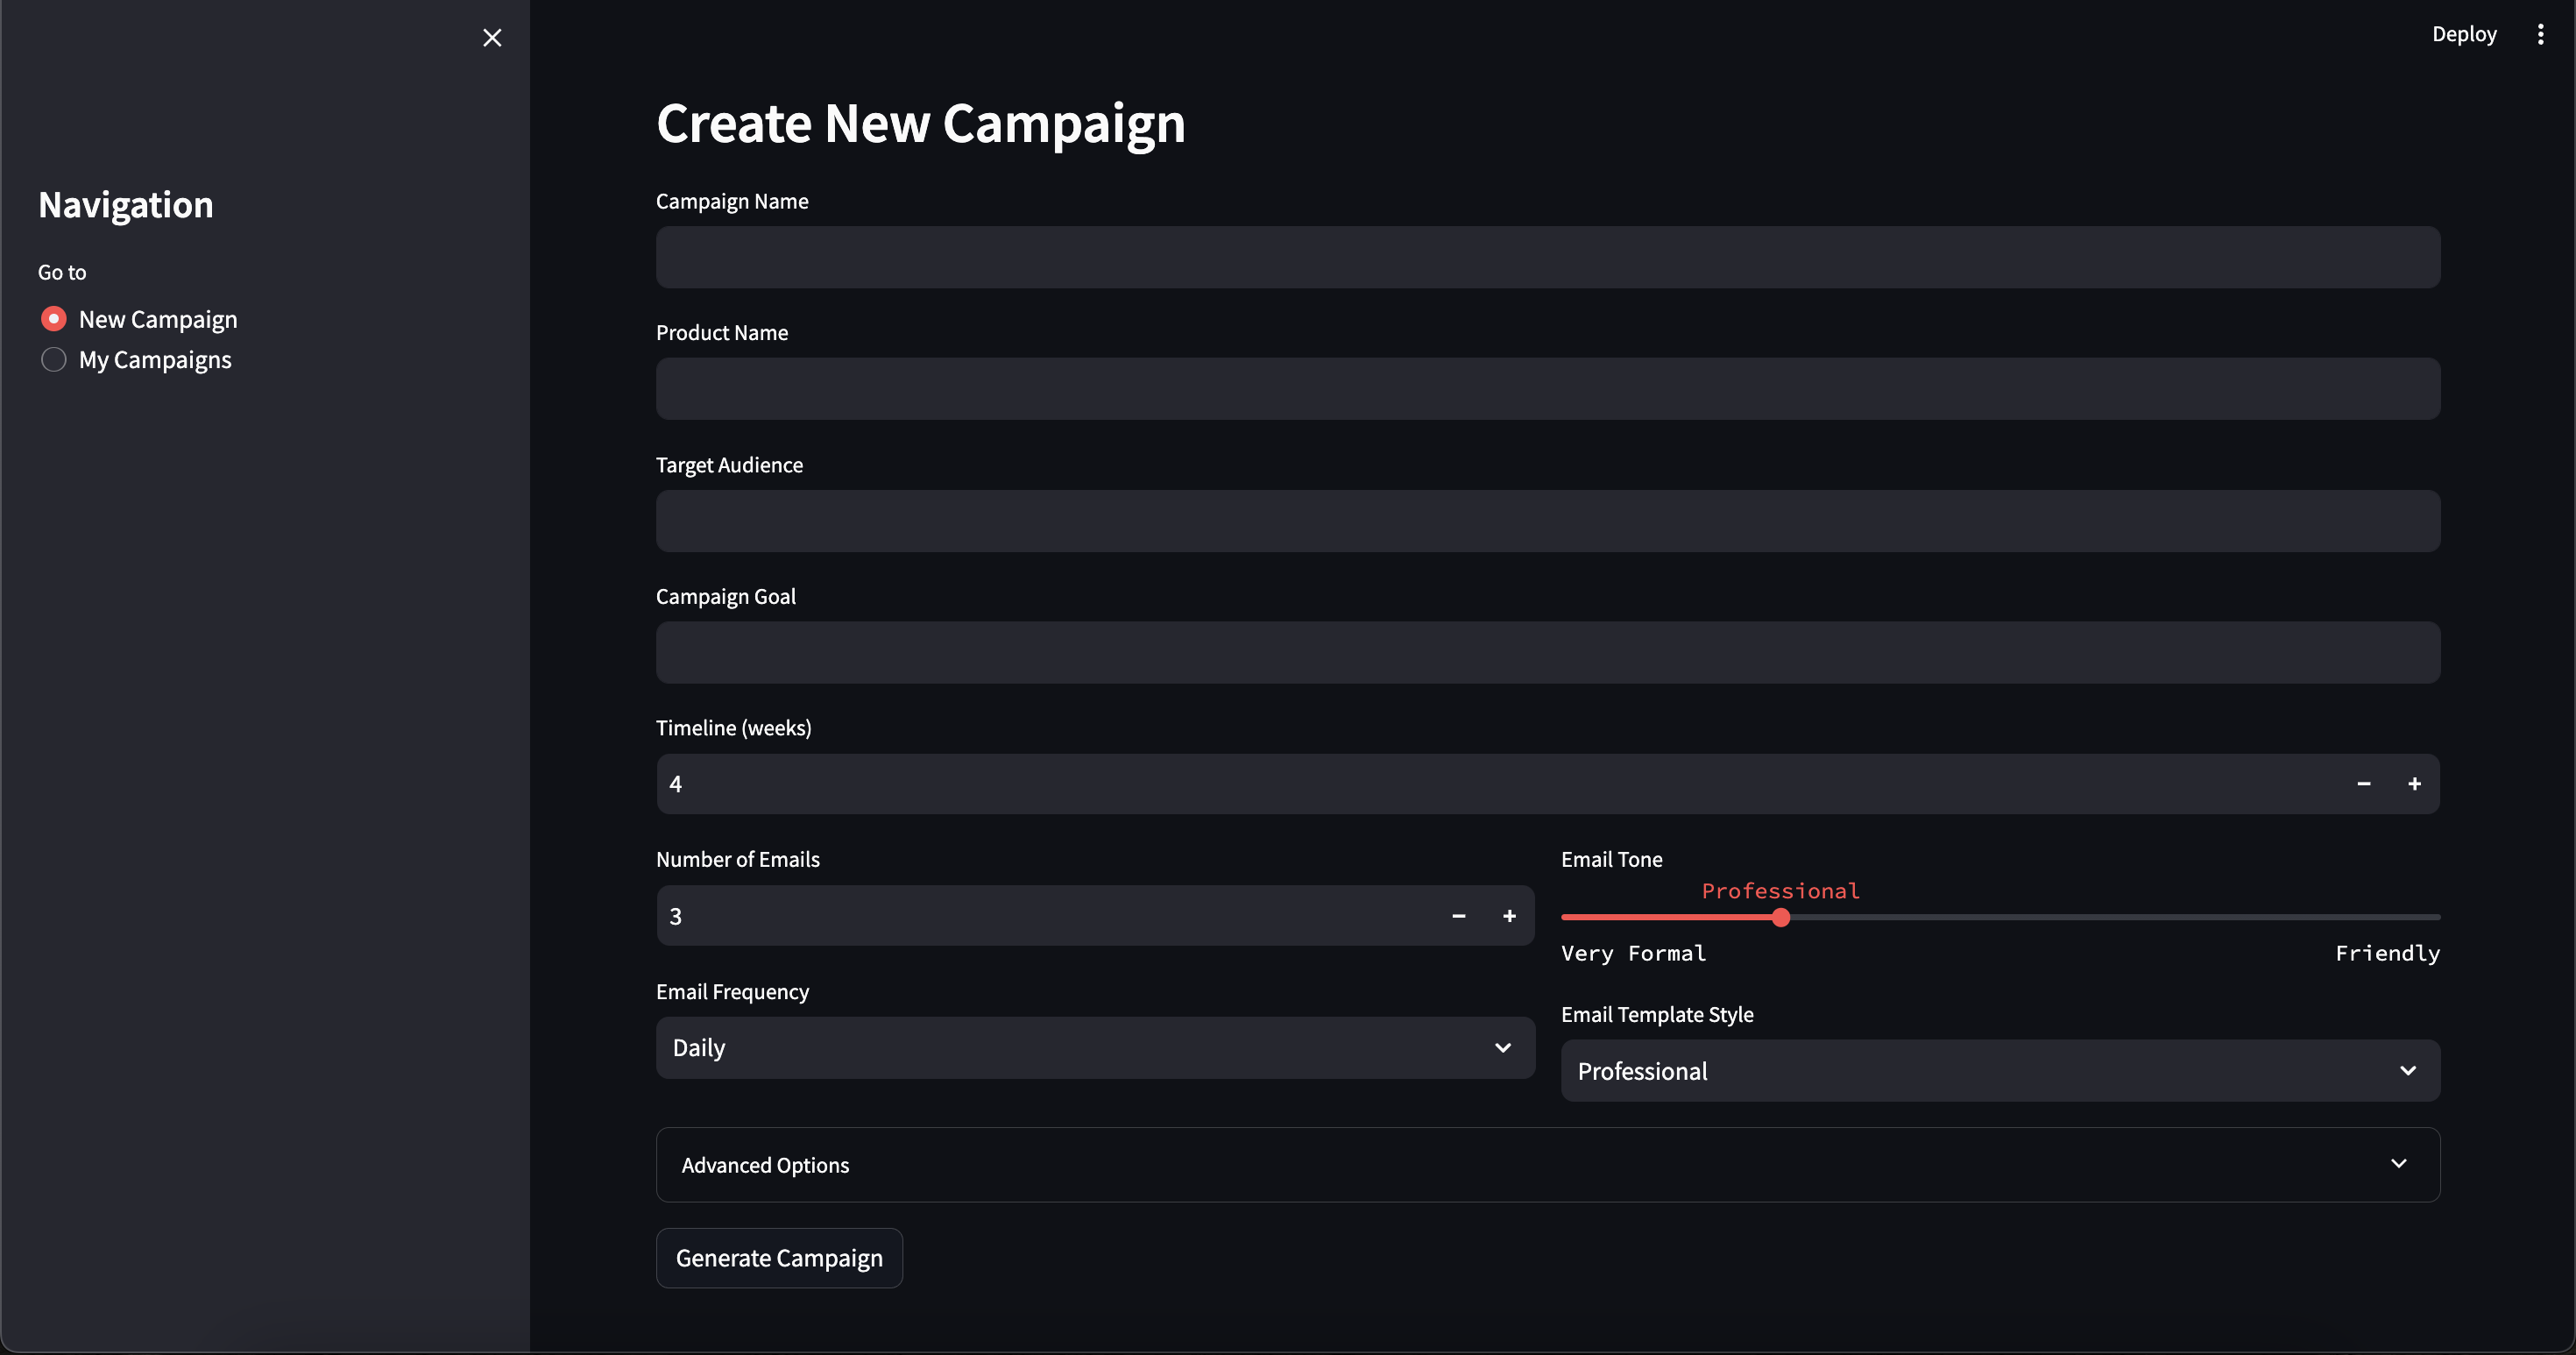 Deploy
Navigation
Go to
New Campaign
My Campaigns
Create New Campaign
Campaign Name
Product Name
Target Audience
Campaign Goal
Timeline (weeks)
4
Number of Emails
3
Email Frequency
Daily
Email Tone
Professional
Very Formal Friendly
Email Template Style
Professional
Advanced Options
Generate Campaign